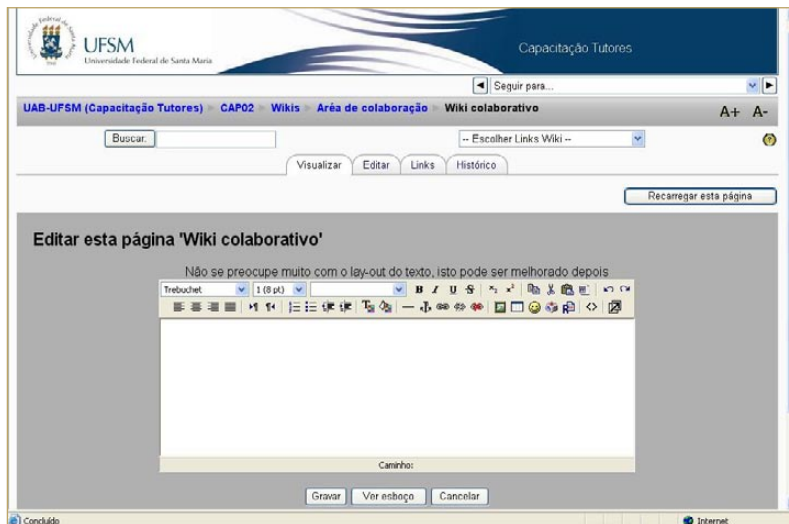 UFSM
Universidade Federal de Santa Maria
Capacitação Tutores
Seguir para...
UAB-UFSM (Capacitação Tutores) CAP02 Wikis Aréa de colaboração Wiki colaborativo
A+ A-
Buscar: -- Escolher Links Wiki --
Visualizar Editar Links Histórico
Recarregar esta página
Editar esta página 'Wiki colaborativo'
Não se preocupe muito com o lay-out do texto, isto pode ser melhorado depois
Trebuchet 1 (8 pt) B I U S
Caminho:
Gravar Ver esboço Cancelar
Concluído Internet